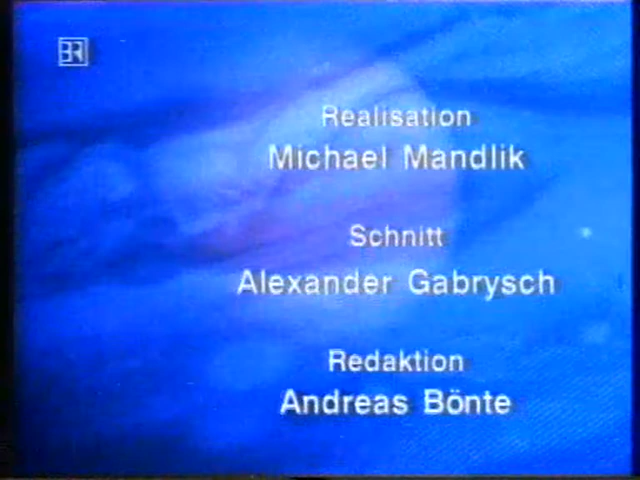 BR
Realisation
Michael Mandlik
Schnitt
Alexander Gabrysch
Redaktion
Andreas Bönte